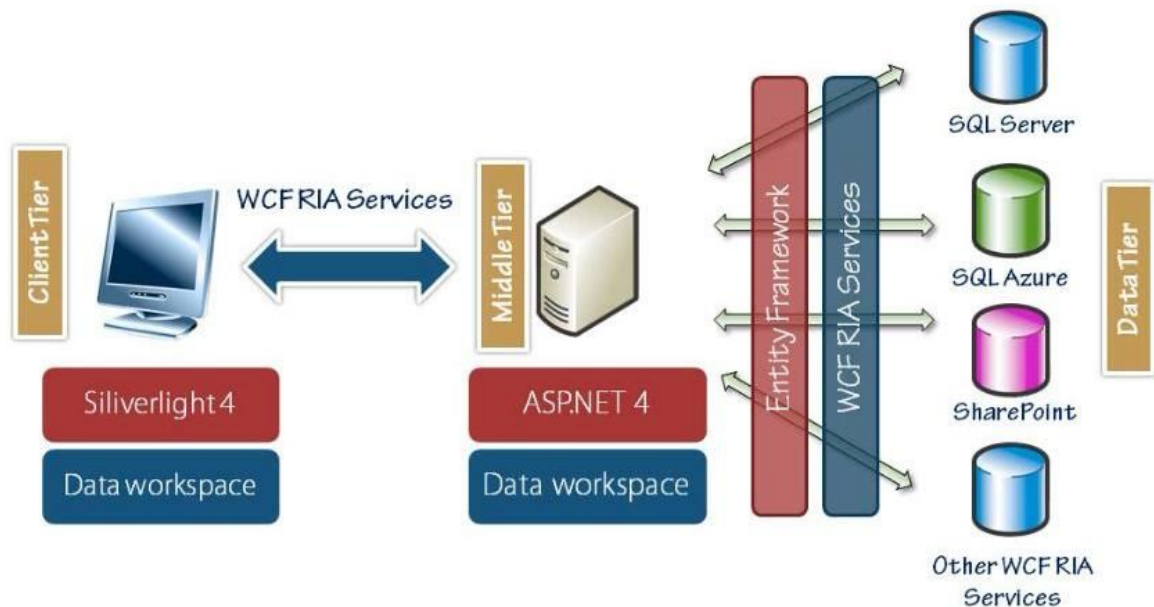 Client Tier
WCF RIA Services
Siliverlight 4
Data workspace
Middle Tier
ASP.NET 4
Data workspace
Entity Framework
WCF RIA Services
SQL Server
SQL Azure
SharePoint
Other WCF RIA
Services
Data Tier